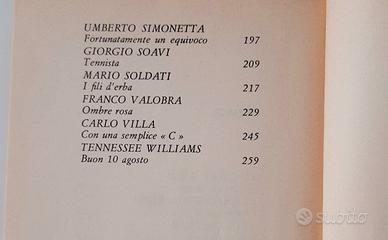 UMBERTO SIMONETTA
Fortunatamente un equivoco 197
GIORGIO SOAVI
Tennista 209
MARIO SOLDATI
I fili d'erba 217
FRANCO VALOBRA
Ombre rosa 229
CARLO VILLA
Con una semplice « C » 245
TENNESSEE WILLIAMS
Buon 10 agosto 259
subito